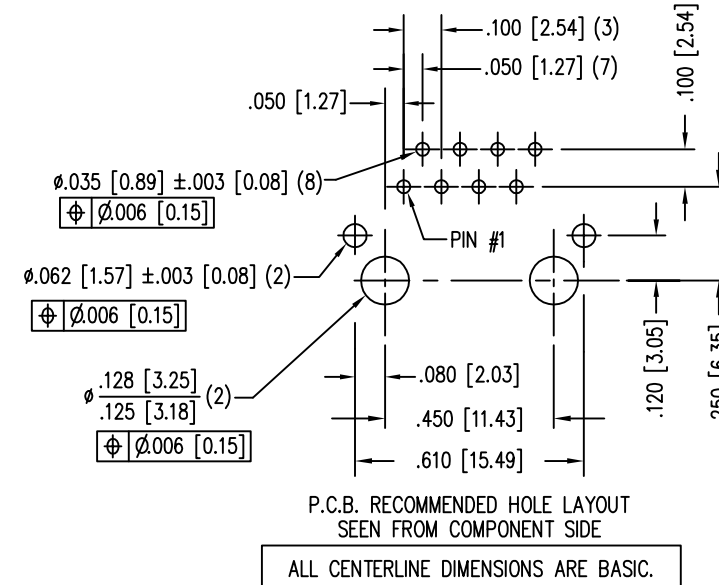 .100 [2.54] (3)
.050 [1.27] (7)
.050 [1.27]
.100 [2.54]
ø.035 [0.89] ±.003 [0.08] (8)
⌖ Ø.006 [0.15]
PIN #1
ø.062 [1.57] ±.003 [0.08] (2)
⌖ Ø.006 [0.15]
ø .128 [3.25]
.125 [3.18] (2)
⌖ Ø.006 [0.15]
.080 [2.03]
.450 [11.43]
.610 [15.49]
.120 [3.05]
.250 [6.35]
P.C.B. RECOMMENDED HOLE LAYOUT
SEEN FROM COMPONENT SIDE
ALL CENTERLINE DIMENSIONS ARE BASIC.